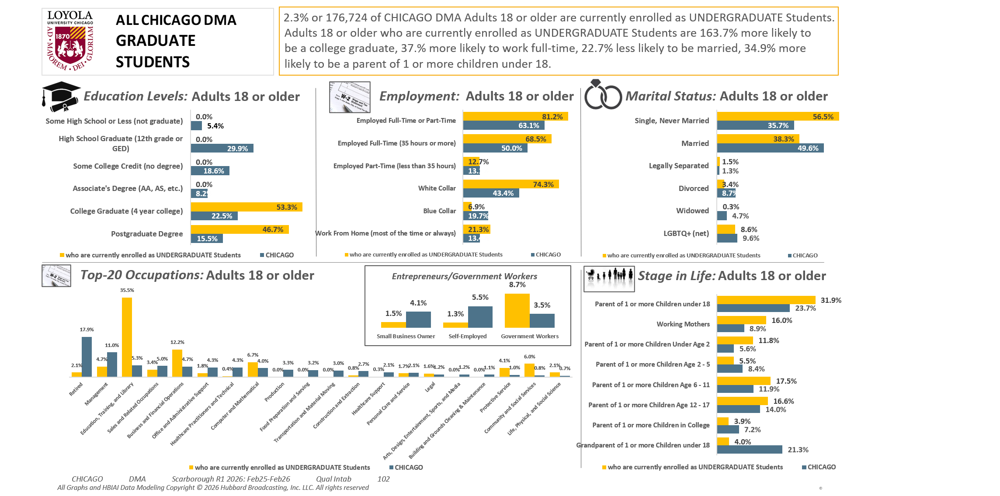 LOYOLA
UNIVERSITY CHICAGO
1870
AD • MAJOREM • DEI • GLORIAM
ALL CHICAGO DMA
GRADUATE
STUDENTS
2.3% or 176,724 of CHICAGO DMA Adults 18 or older are currently enrolled as UNDERGRADUATE Students.
Adults 18 or older who are currently enrolled as UNDERGRADUATE Students are 163.7% more likely to
be a college graduate, 37.% more likely to work full-time, 22.7% less likely to be married, 34.9% more
likely to be a parent of 1 or more children under 18.
Education Levels: Adults 18 or older
Some High School or Less (not graduate)
0.0%
5.4%
High School Graduate (12th grade or
GED)
0.0%
29.9%
Some College Credit (no degree)
0.0%
18.6%
Associate's Degree (AA, AS, etc.)
0.0%
8.2%
College Graduate (4 year college)
53.3%
22.5%
Postgraduate Degree
46.7%
15.5%
who are currently enrolled as UNDERGRADUATE Students
CHICAGO
W-2 Wage and Tax
Statement
Employment: Adults 18 or older
Employed Full-Time or Part-Time
81.2%
63.1%
Employed Full-Time (35 hours or more)
68.5%
50.0%
Employed Part-Time (less than 35 hours)
12.7%
13.
White Collar
74.3%
43.4%
Blue Collar
6.9%
19.7%
Work From Home (most of the time or always)
21.3%
13.
who are currently enrolled as UNDERGRADUATE Students
CHICAGO
Marital Status: Adults 18 or older
Single, Never Married
56.5%
35.7%
Married
38.3%
49.6%
Legally Separated
1.5%
1.3%
Divorced
3.4%
8.7%
Widowed
0.3%
4.7%
LGBTQ+ (net)
8.6%
9.6%
who are currently enrolled as UNDERGRADUATE Students
CHICAGO
W-2
Top-20 Occupations: Adults 18 or older
2.1% 17.9%
4.7% 11.0%
35.5% 5.3%
3.4% 5.0%
12.2% 4.7%
1.8% 4.3%
0.4% 4.3%
6.7% 4.0%
0.0% 3.3%
0.0% 3.2%
0.0% 3.0%
0.8% 2.7%
0.3% 2.1%
1.7% 2.1%
1.6% 1.2%
0.0% 1.2%
0.0% 1.1%
4.1% 1.0%
6.0% 0.8%
2.1% 0.7%
Retired
Management
Education, Training, and Library
Sales and Related Occupations
Business and Financial Operations
Office and Administrative Support
Healthcare Practitioners and Technical
Computer and Mathematical
Production
Food Preparation and Serving
Transportation and Material Moving
Construction and Extraction
Healthcare Support
Personal Care and Service
Legal
Arts, Design, Entertainment, Sports, and Media
Building and Grounds Cleaning & Maintenance
Protective Service
Community and Social Services
Life, Physical, and Social Science
who are currently enrolled as UNDERGRADUATE Students
CHICAGO
Entrepreneurs/Government Workers
1.5% 4.1%
1.3% 5.5%
8.7% 3.5%
Small Business Owner
Self-Employed
Government Workers
Stage in Life: Adults 18 or older
Parent of 1 or more Children under 18
31.9%
23.7%
Working Mothers
16.0%
8.9%
Parent of 1 or more Children Under Age 2
11.8%
5.6%
Parent of 1 or more Children Age 2 - 5
5.5%
8.4%
Parent of 1 or more Children Age 6 - 11
17.5%
11.9%
Parent of 1 or more Children Age 12 - 17
16.6%
14.0%
Parent of 1 or more Children in College
3.9%
7.2%
Grandparent of 1 or more Children under 18
4.0%
21.3%
who are currently enrolled as UNDERGRADUATE Students
CHICAGO
CHICAGO DMA Scarborough R1 2026: Feb25-Feb26 Qual Intab 102
All Graphs and HBIAI Data Modeling Copyright © 2026 Hubbard Broadcasting, Inc. LLC. All rights reserved
©